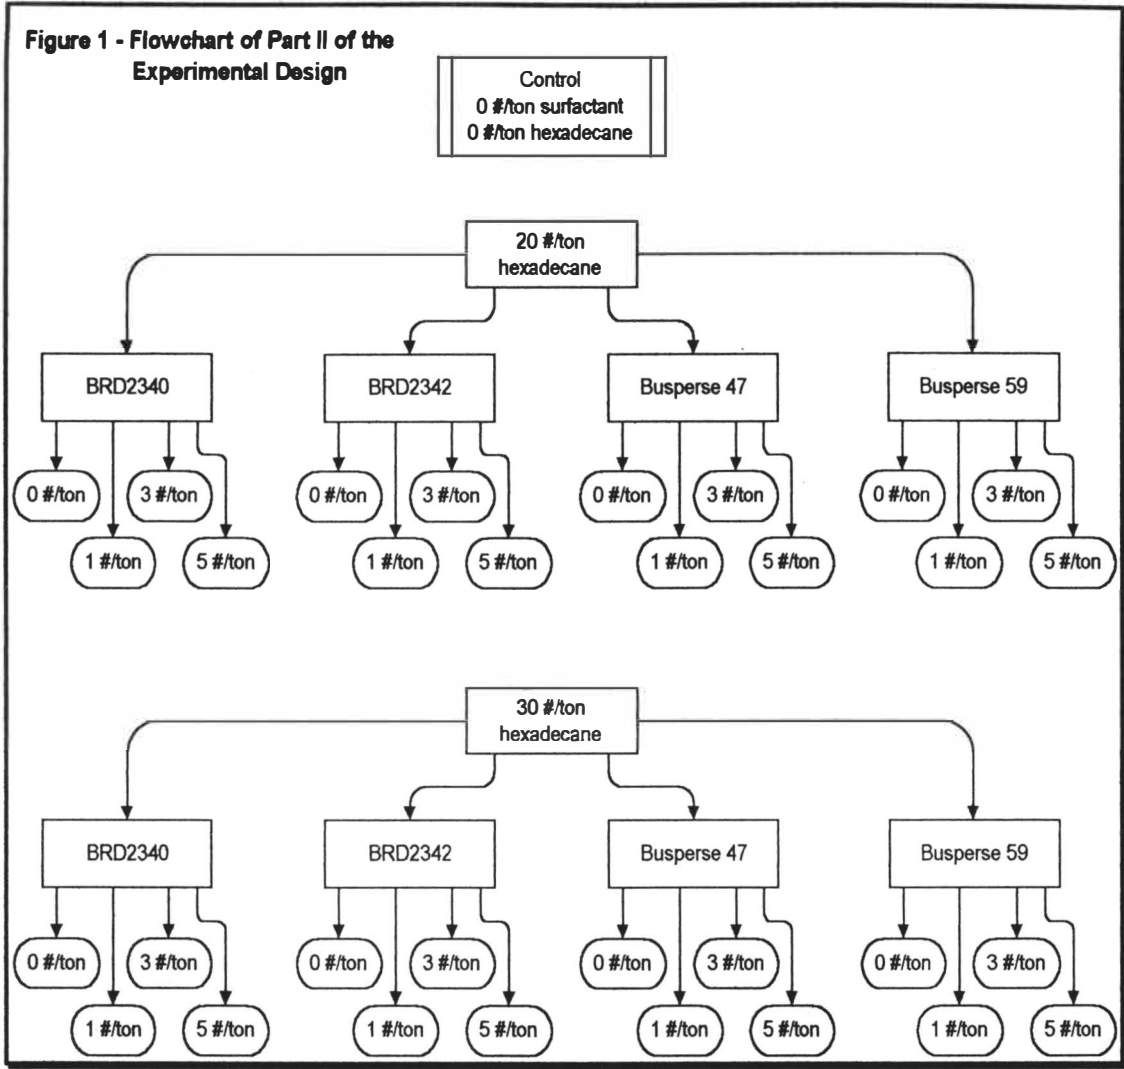 Figure 1 - Flowchart of Part II of the
Experimental Design
Control
0 #/ton surfactant
0 #/ton hexadecane
20 #/ton
hexadecane
BRD2340
BRD2342
Busperse 47
Busperse 59
0 #/ton
3 #/ton
0 #/ton
3 #/ton
0 #/ton
3 #/ton
0 #/ton
3 #/ton
1 #/ton
5 #/ton
1 #/ton
5 #/ton
1 #/ton
5 #/ton
1 #/ton
5 #/ton
30 #/ton
hexadecane
BRD2340
BRD2342
Busperse 47
Busperse 59
0 #/ton
3 #/ton
0 #/ton
3 #/ton
0 #/ton
3 #/ton
0 #/ton
3 #/ton
1 #/ton
5 #/ton
1 #/ton
5 #/ton
1 #/ton
5 #/ton
1 #/ton
5 #/ton